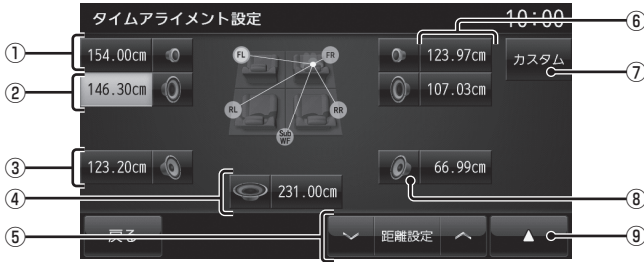 タイムアライメント設定
10:00
⑥
①
154.00cm
FL
FR
123.97cm
カスタム
⑦
②
146.30cm
107.03cm
RL
RR
Sub
WF
③
123.20cm
66.99cm
⑧
④
231.00cm
⑤
戻る
距離設定
▲
⑨